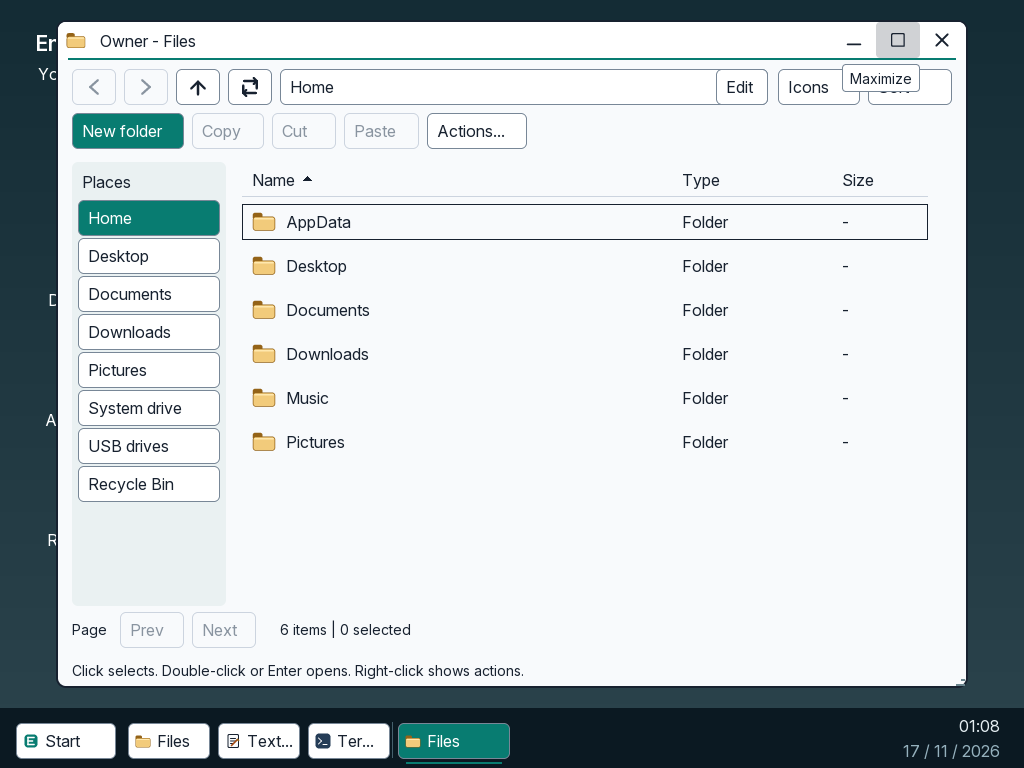 Owner - Files
Home
Edit
Icons
Maximize
New folder
Copy
Cut
Paste
Actions...
Places
Home
Desktop
Documents
Downloads
Pictures
System drive
USB drives
Recycle Bin
Name
Type
Size
AppData Folder -
Desktop Folder -
Documents Folder -
Downloads Folder -
Music Folder -
Pictures Folder -
Page
Prev
Next
6 items | 0 selected
Click selects. Double-click or Enter opens. Right-click shows actions.
Start
Files
Text...
Ter...
Files
01:08
17 / 11 / 2026